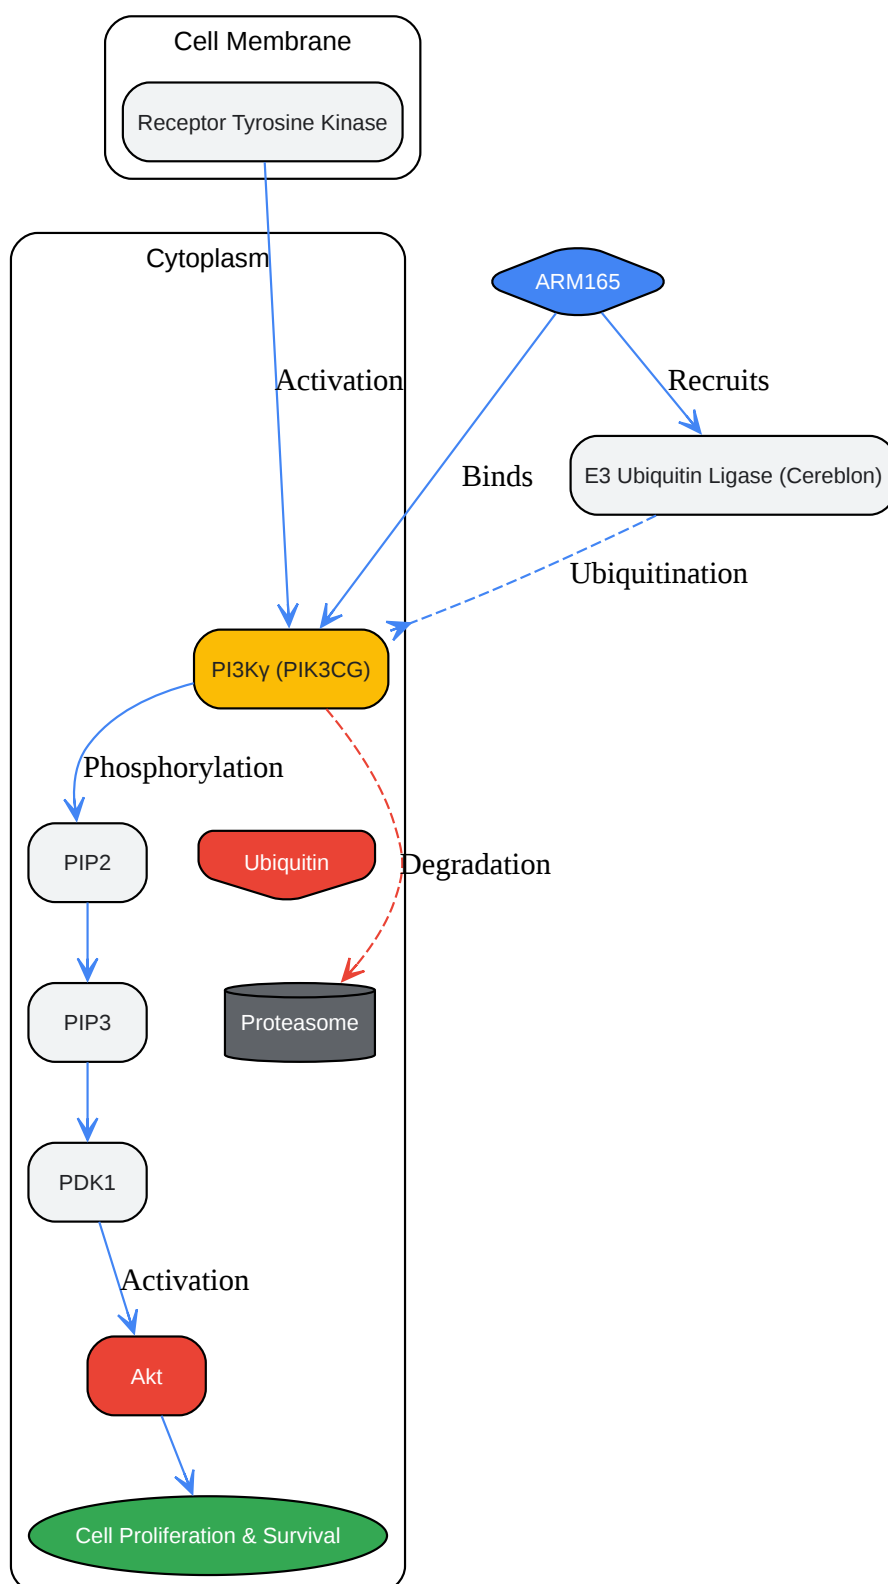 Cell Membrane
Receptor Tyrosine Kinase
Cytoplasm
ARM165
Activation
Recruits
Binds
E3 Ubiquitin Ligase (Cereblon)
Ubiquitination
PI3Kγ (PIK3CG)
Phosphorylation
PIP2
Ubiquitin
Degradation
PIP3
Proteasome
PDK1
Activation
Akt
Cell Proliferation & Survival